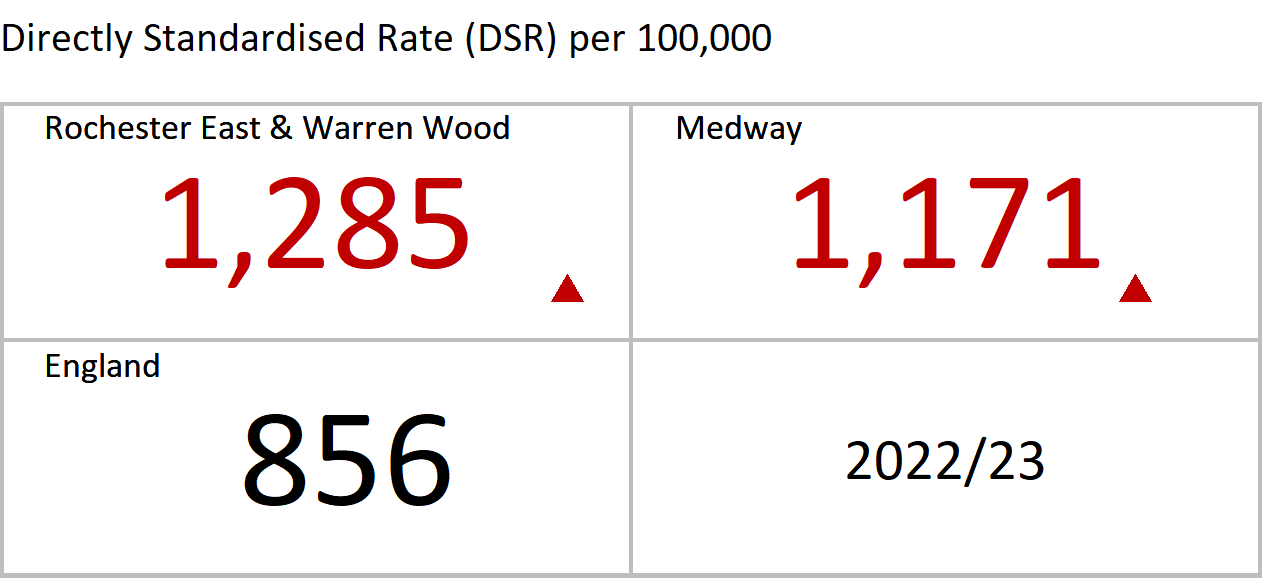 Directly Standardised Rate (DSR) per 100,000
Rochester East & Warren Wood
1,285
Medway
1,171
England
856
2022/23